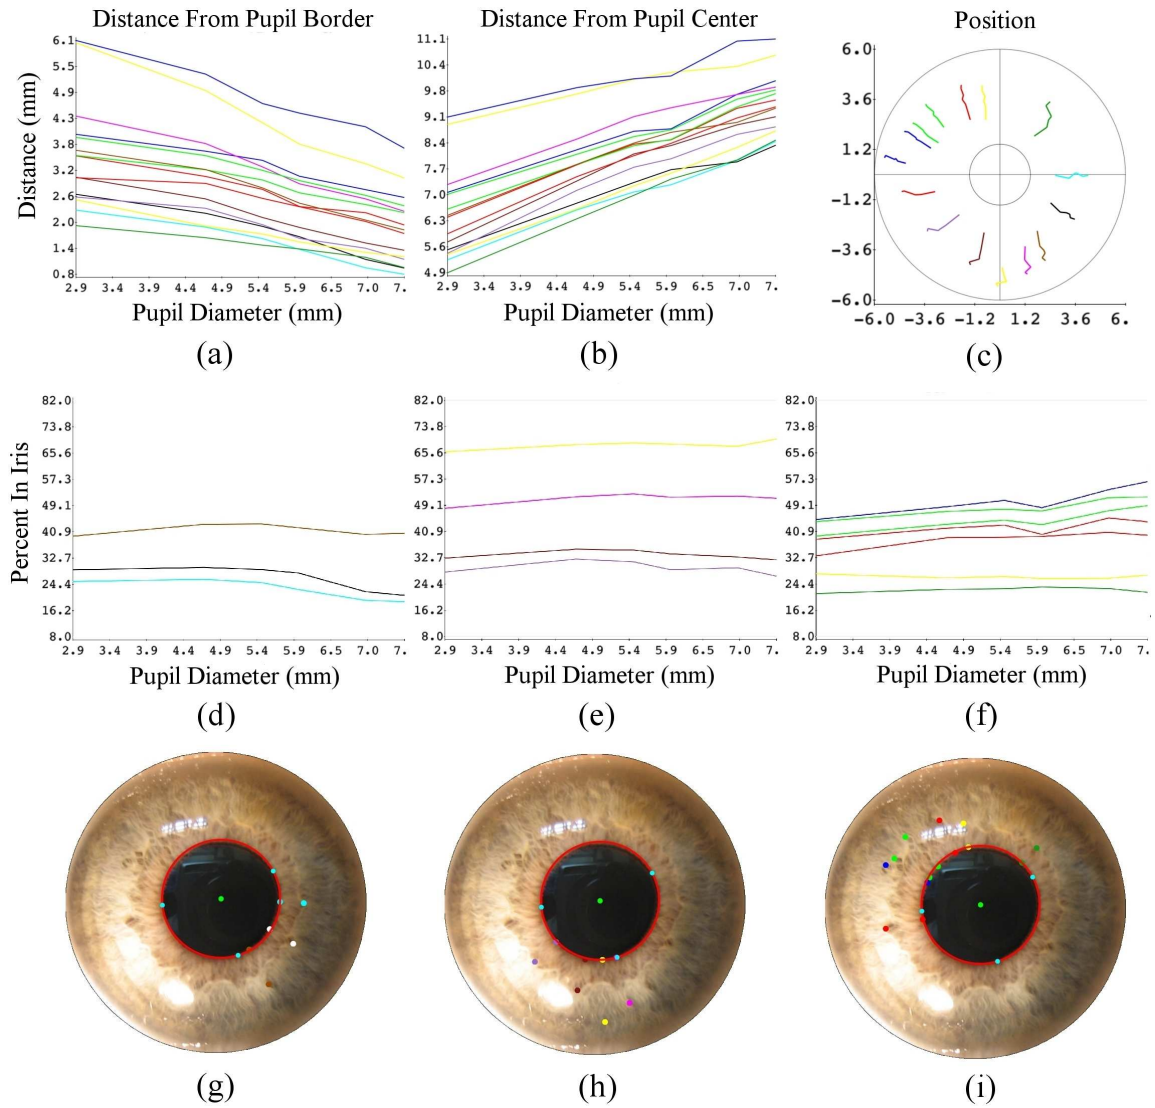 Distance From Pupil Border
Distance From Pupil Center
Position
Distance (mm)
6.1
5.5
4.9
4.3
3.8
3.2
2.6
2.0
1.4
0.8
2.9 3.4 3.9 4.4 4.9 5.4 5.9 6.5 7.0 7.
Pupil Diameter (mm)
(a)
11.1
10.4
9.8
9.1
8.4
7.7
7.0
6.3
5.6
4.9
2.9 3.4 3.9 4.4 4.9 5.4 5.9 6.5 7.0 7.
Pupil Diameter (mm)
(b)
6.0
3.6
1.2
-1.2
-3.6
-6.0
-6.0 -3.6 -1.2 1.2 3.6 6.
(c)
Percent In Iris
82.0
73.8
65.6
57.3
49.1
40.9
32.7
24.4
16.2
8.0
2.9 3.4 3.9 4.4 4.9 5.4 5.9 6.5 7.0 7.
Pupil Diameter (mm)
(d)
82.0
73.8
65.6
57.3
49.1
40.9
32.7
24.4
16.2
8.0
2.9 3.4 3.9 4.4 4.9 5.4 5.9 6.5 7.0 7.
Pupil Diameter (mm)
(e)
82.0
73.8
65.6
57.3
49.1
40.9
32.7
24.4
16.2
8.0
2.9 3.4 3.9 4.4 4.9 5.4 5.9 6.5 7.0 7.
Pupil Diameter (mm)
(f)
(g)
(h)
(i)